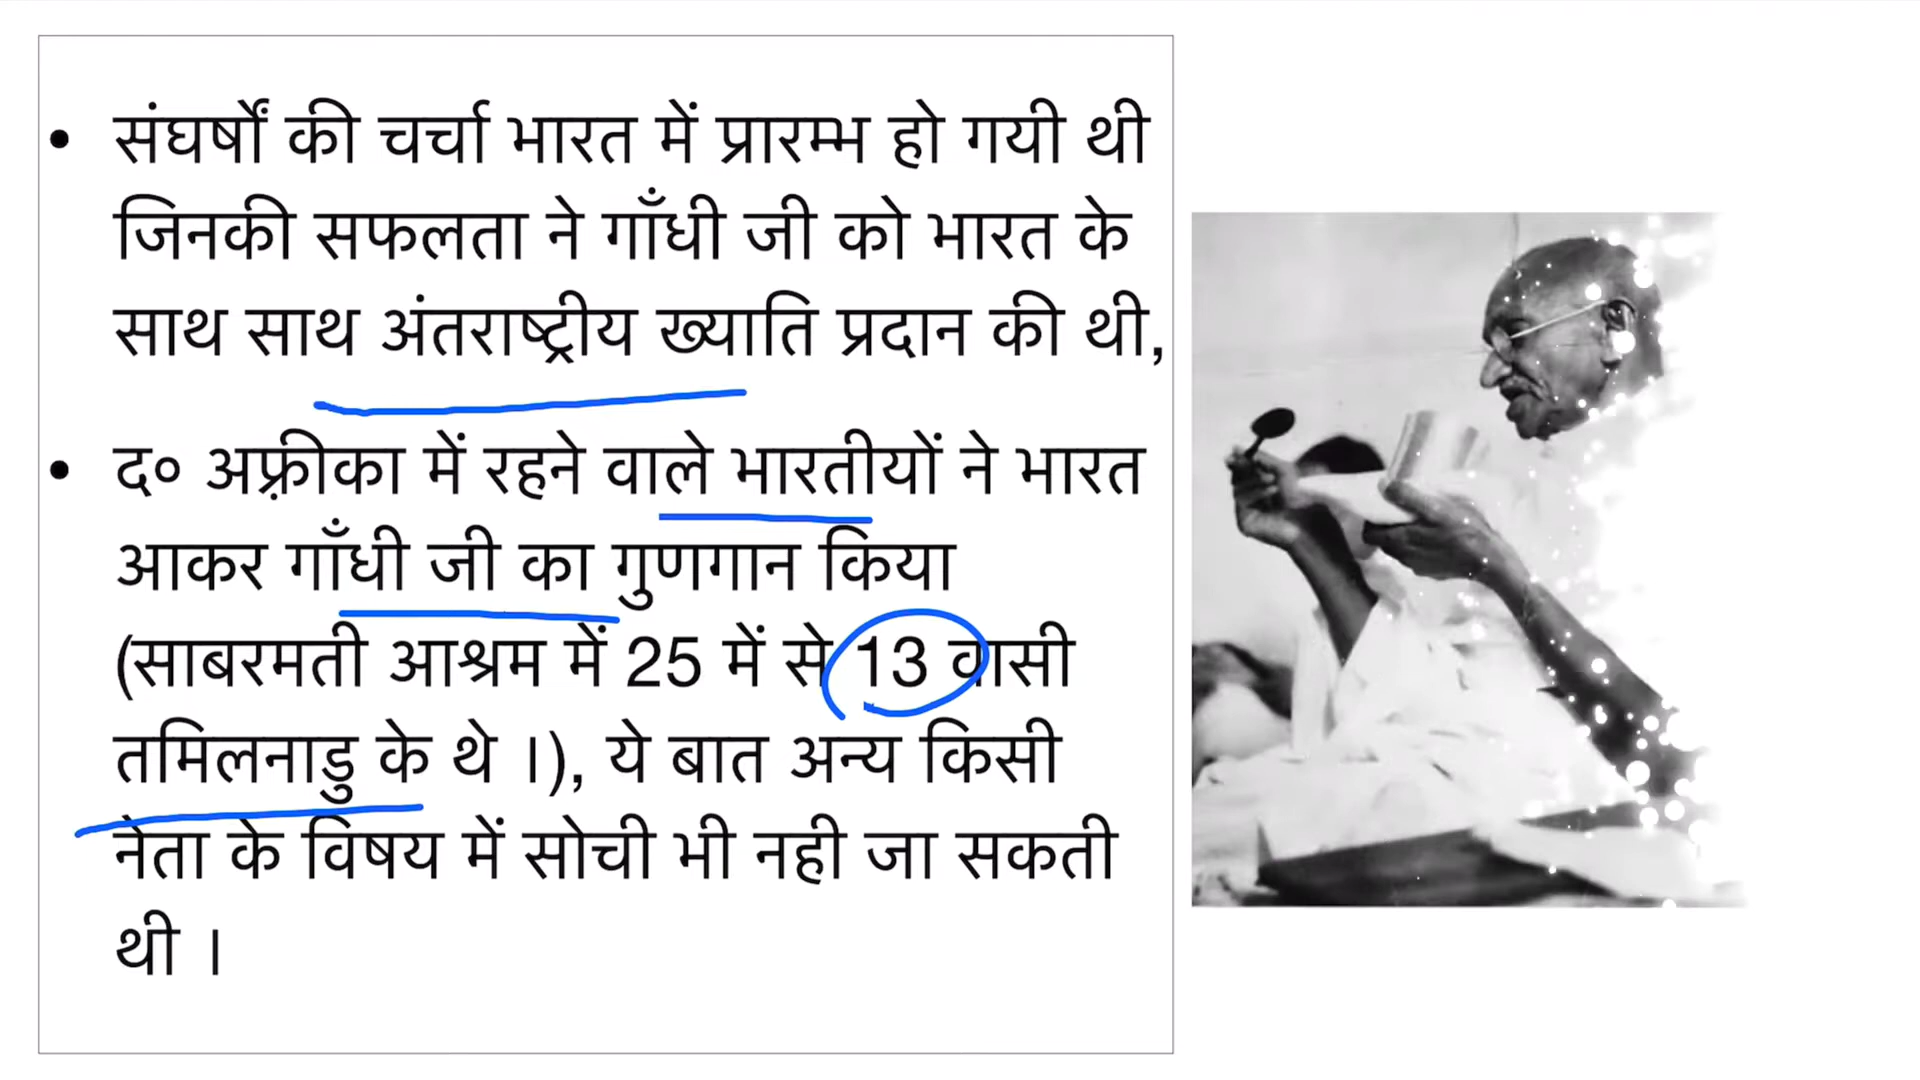 • संघर्षों की चर्चा भारत में प्रारम्भ हो गयी थी
जिनकी सफलता ने गाँधी जी को भारत के
साथ साथ अंतराष्ट्रीय ख्याति प्रदान की थी,
• द॰ अफ़्रीका में रहने वाले भारतीयों ने भारत
आकर गाँधी जी का गुणगान किया
(साबरमती आश्रम में 25 में से 13 वासी
तमिलनाडु के थे ।), ये बात अन्य किसी
नेता के विषय में सोची भी नही जा सकती
थी ।